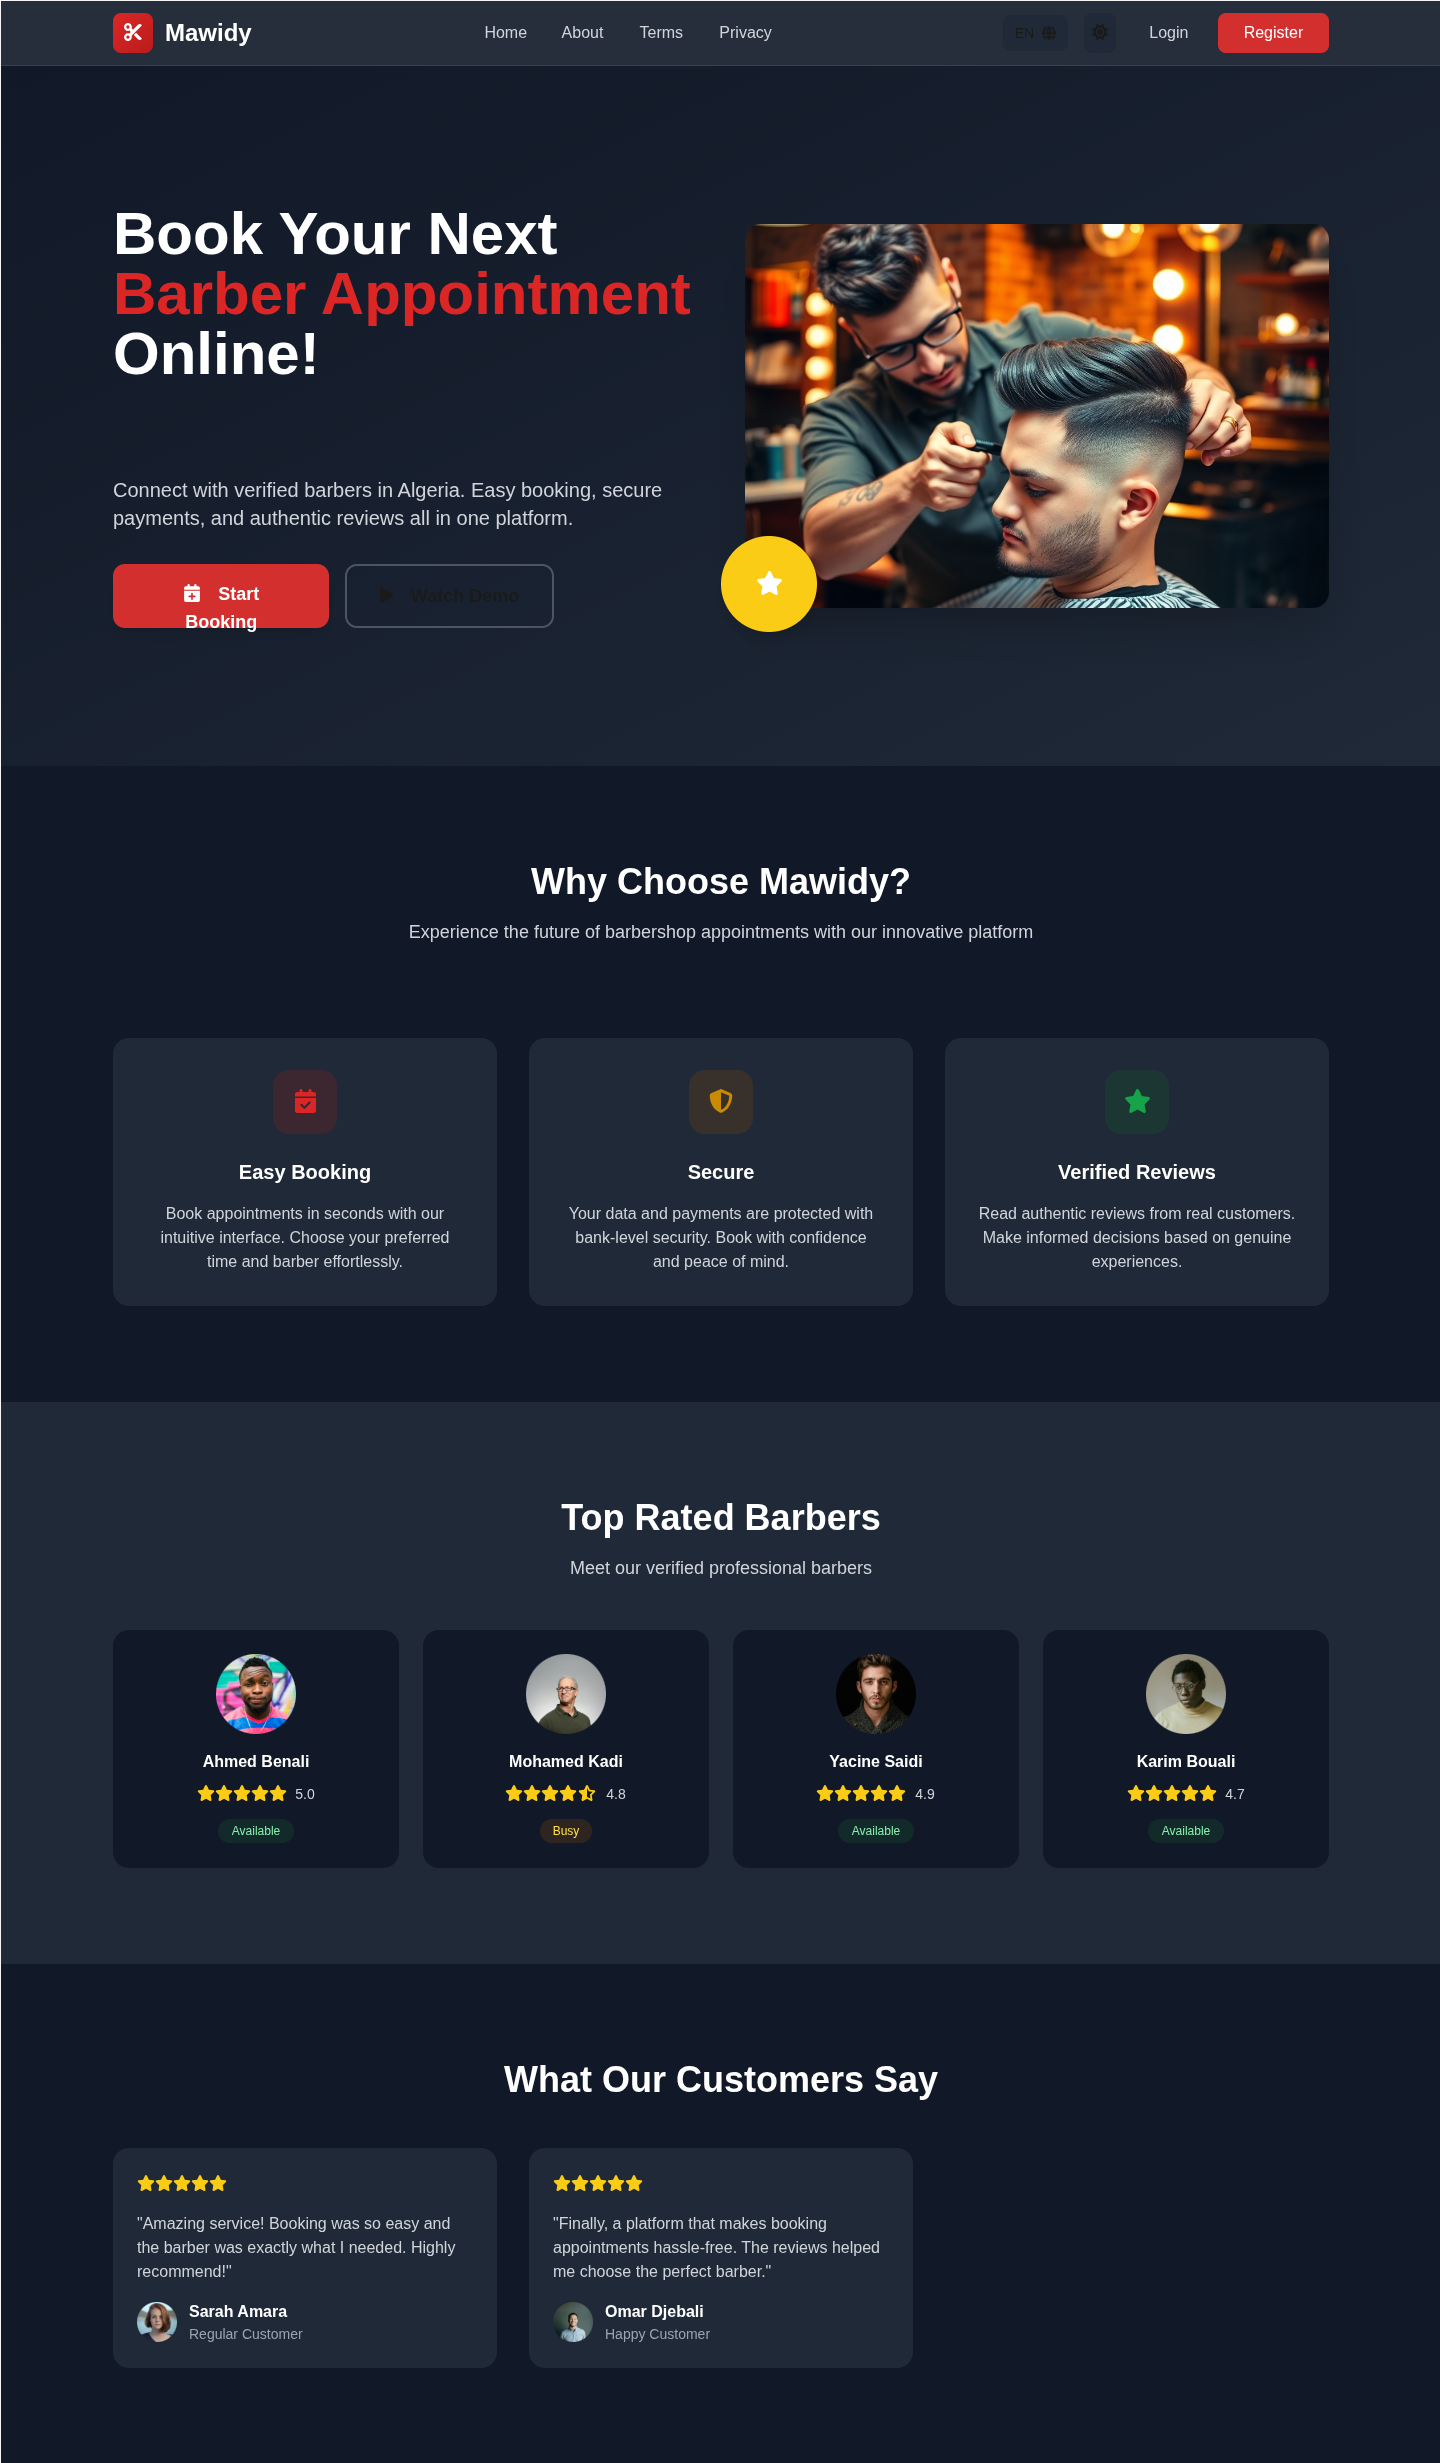 Mawidy
Home About Terms Privacy
EN
Login
Register
Book Your Next
Barber Appointment
Online!
Connect with verified barbers in Algeria. Easy booking, secure
payments, and authentic reviews all in one platform.
Start
Booking
Watch Demo
Why Choose Mawidy?
Experience the future of barbershop appointments with our innovative platform
Easy Booking
Book appointments in seconds with our
intuitive interface. Choose your preferred
time and barber effortlessly.
Secure
Your data and payments are protected with
bank-level security. Book with confidence
and peace of mind.
Verified Reviews
Read authentic reviews from real customers.
Make informed decisions based on genuine
experiences.
Top Rated Barbers
Meet our verified professional barbers
Ahmed Benali
5.0
Available
Mohamed Kadi
4.8
Busy
Yacine Saidi
4.9
Available
Karim Bouali
4.7
Available
What Our Customers Say
"Amazing service! Booking was so easy and
the barber was exactly what I needed. Highly
recommend!"
Sarah Amara
Regular Customer
"Finally, a platform that makes booking
appointments hassle-free. The reviews helped
me choose the perfect barber."
Omar Djebali
Happy Customer